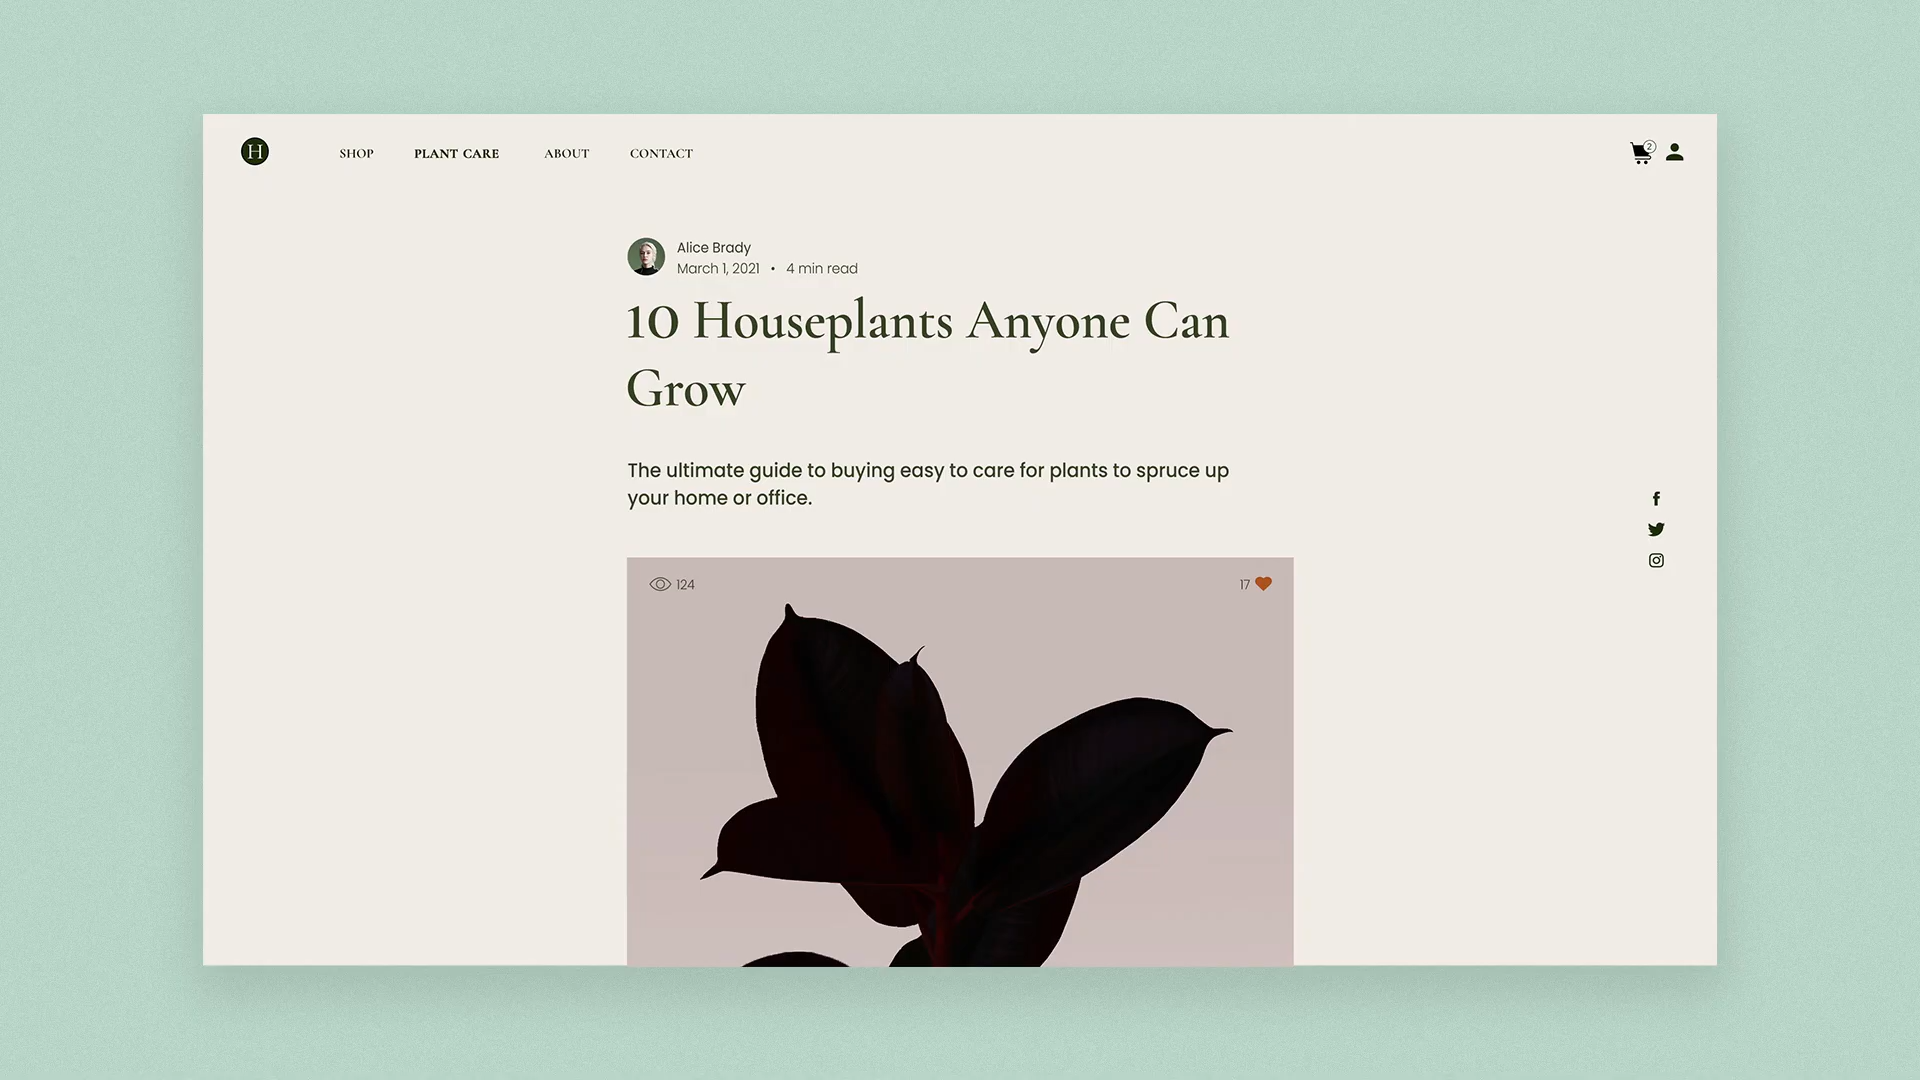 H
SHOP PLANT CARE ABOUT CONTACT
2
Alice Brady
March 1, 2021 • 4 min read
10 Houseplants Anyone Can
Grow
The ultimate guide to buying easy to care for plants to spruce up
your home or office.
124
17